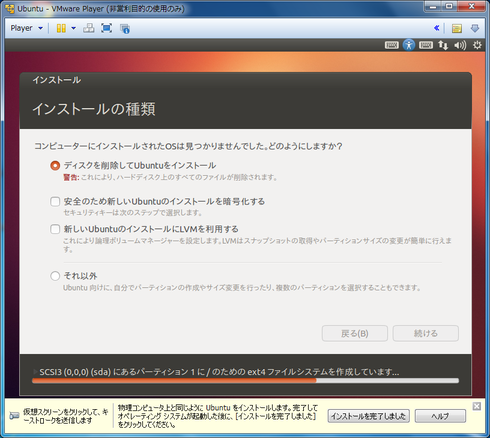 Ubuntu - VMware Player (非営利目的の使用のみ)
Player
インストール
インストールの種類
コンピューターにインストールされたOSは見つかりませんでした。どのようにしますか?
ディスクを削除してUbuntuをインストール
警告: これにより、ハードディスク上のすべてのファイルが削除されます。
安全のため新しいUbuntuのインストールを暗号化する
セキュリティキーは次のステップで選択します。
新しいUbuntuのインストールにLVMを利用する
これにより論理ボリュームマネージャーを設定します。LVMはスナップショットの取得やパーティションサイズの変更が簡単に行えま
す。
それ以外
Ubuntu 向けに、自分でパーティションの作成やサイズ変更を行ったり、複数のパーティションを選択することもできます。
戻る(B)
続ける
SCSI3 (0,0,0) (sda) にあるパーティション 1 に / のための ext4 ファイルシステムを作成しています...
仮想スクリーンをクリックして、キー
ストロークを送信します
物理コンピュータ上と同じように Ubuntu をインストールします。完了して
オペレーティング システムが起動した後に、[インストールを完了しました]
をクリックしてください。
インストールを完了しました
ヘルプ